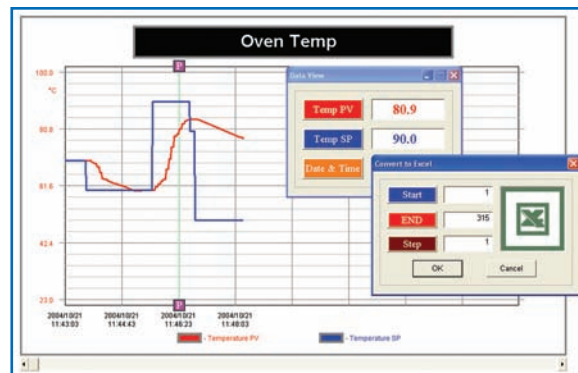 Oven Temp
P
100.0
°C
80.8
61.6
42.4
23.0
Data View
Temp PV 80.9
Temp SP 90.0
Date & Time
Convert to Excel
Start 1
END 315
Step 1
OK Cancel
P
2004/10/21 2004/10/21 2004/10/21 2004/10/21
11:43:03 11:44:43 11:46:23 11:48:03
- Temperature PV - Temperature SP